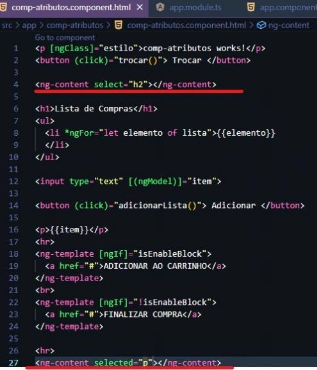 comp-atributos.component.html X app.module.ts app.component
src > app > comp-atributos > comp-atributos.component.html > ng-content
Go to component
1 <p [ngClass]="estilo">comp-atributos works!</p>
2 <button (click)="trocar()"> Trocar </button>
3
4 <ng-content select="h2"></ng-content>
5
6 <h1>Lista de Compras</h1>
7 <ul>
8 <li *ngFor="let elemento of lista">{{elemento}}
9 </li>
10 </ul>
11
12 <input type="text" [(ngModel)]="item">
13
14 <button (click)="adicionarLista()"> Adicionar </button>
15
16 <p>{{item}}</p>
17 <hr>
18 <ng-template [ngIf]="isEnableBlock">
19 <a href="#">ADICIONAR AO CARRINHO</a>
20 </ng-template>
21 <br>
22 <ng-template [ngIf]="!isEnableBlock">
23 <a href="#">FINALIZAR COMPRA</a>
24 </ng-template>
25
26 <hr>
27 <ng-content selected="p"></ng-content>